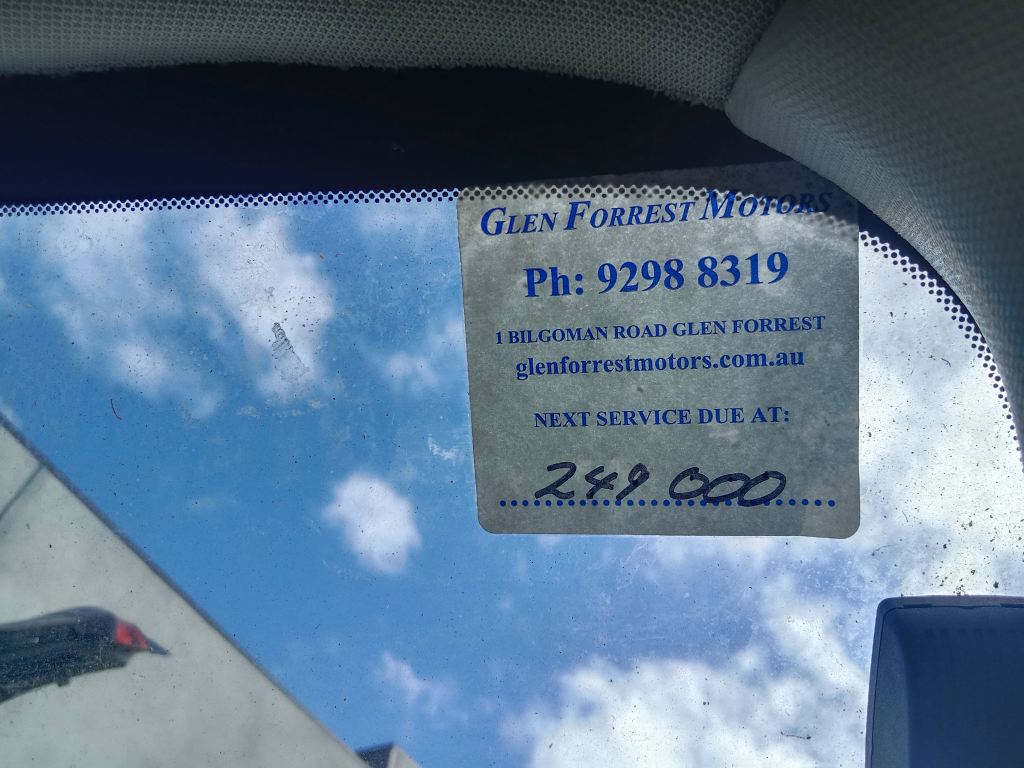 GLEN FORREST MOTORS
Ph: 9298 8319
1 BILGOMAN ROAD GLEN FORREST
glenforrestmotors.com.au
NEXT SERVICE DUE AT:
249 000